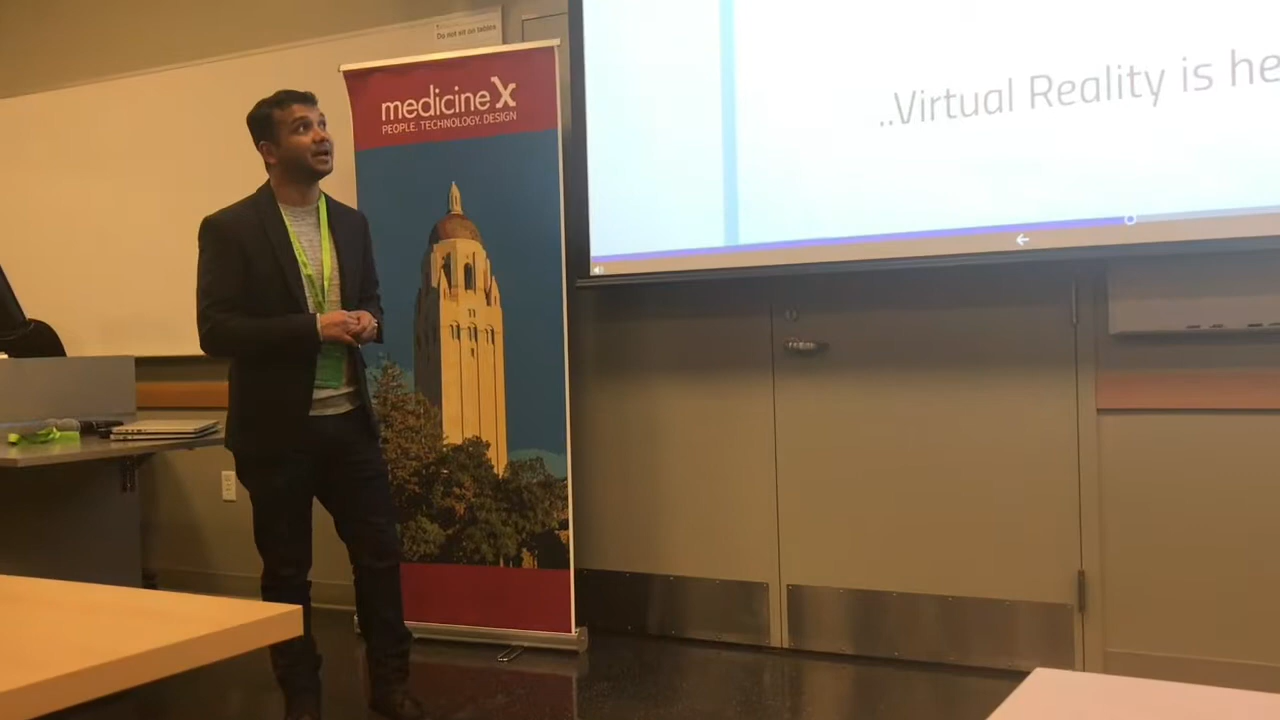 Do not sit on tables
medicine X
PEOPLE. TECHNOLOGY. DESIGN
..Virtual Reality is he